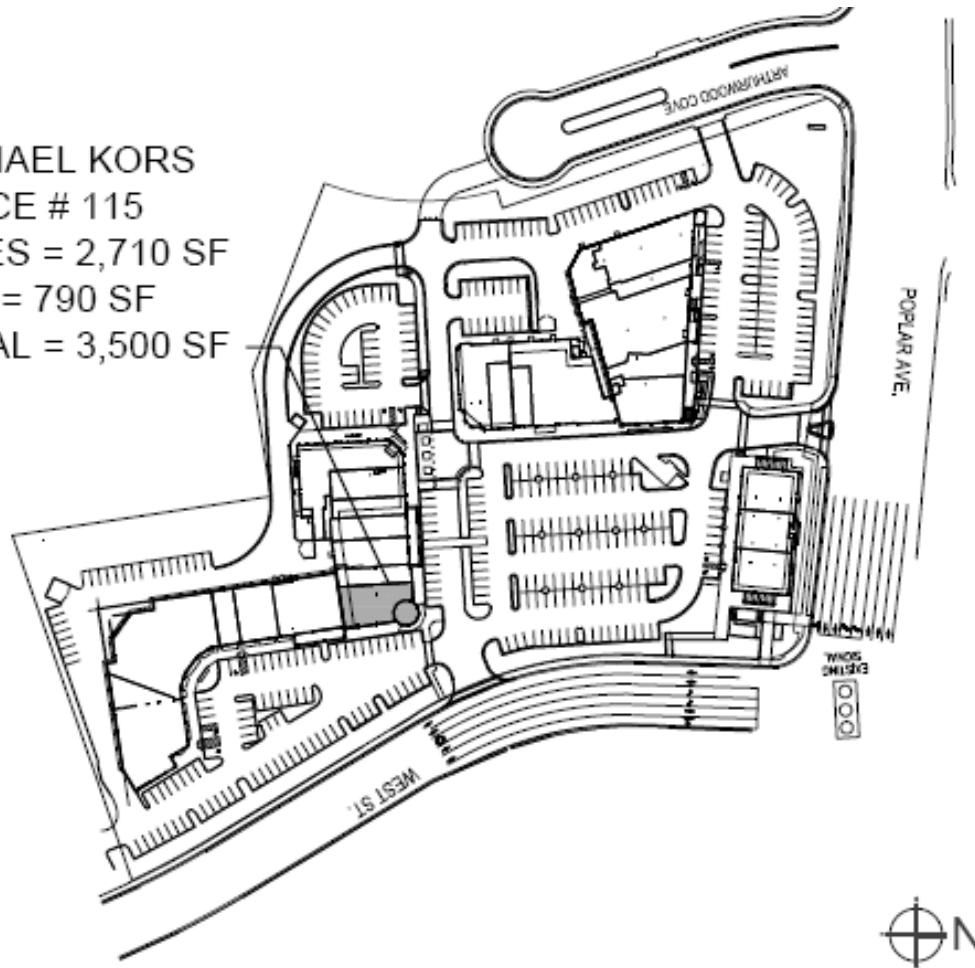 HAEL KORS
CE # 115
ES = 2,710 SF
= 790 SF
AL = 3,500 SF
ARTHURWOOD COVE
POPLAR AVE.
EXISTING
SIGNAL
WEST ST.
N